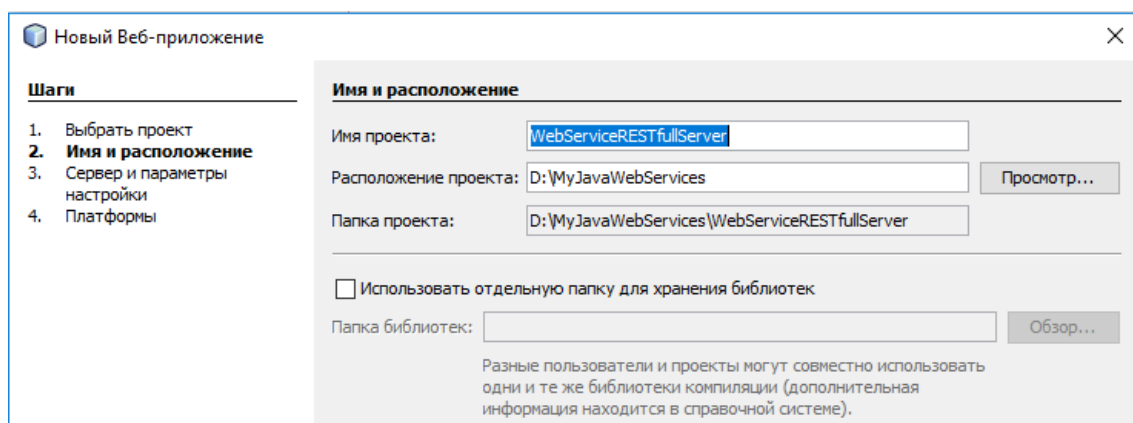 Новый Веб-приложение
Шаги
1. Выбрать проект
2. Имя и расположение
3. Сервер и параметры
настройки
4. Платформы
Имя и расположение
Имя проекта: WebServiceRESTfullServer
Расположение проекта: D:\MyJavaWebServices Просмотр...
Папка проекта: D:\MyJavaWebServices\WebServiceRESTfullServer
Использовать отдельную папку для хранения библиотек
Папка библиотек: Обзор...
Разные пользователи и проекты могут совместно использовать
одни и те же библиотеки компиляции (дополнительная
информация находится в справочной системе).